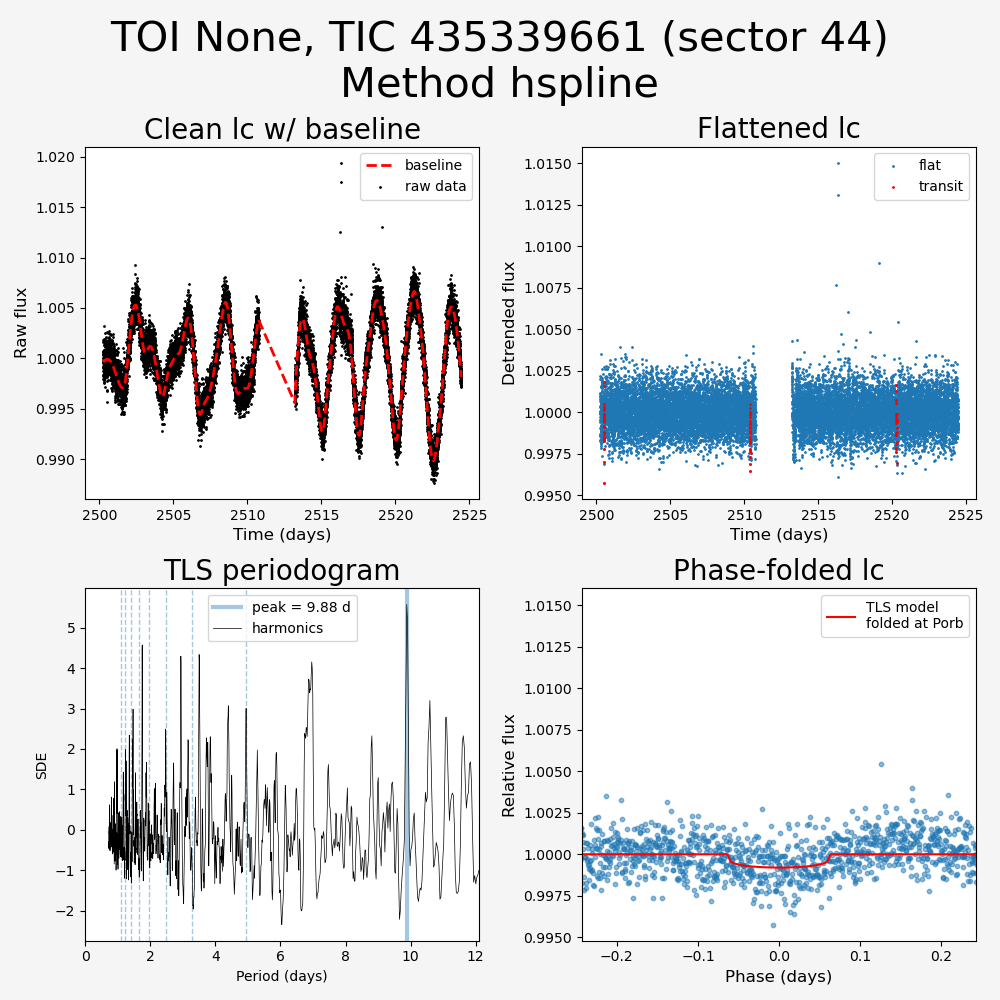 TOI None, TIC 435339661 (sector 44)
Method hspline
Clean lc w/ baseline
Flattened lc
baseline
raw data
flat
transit
1.020
1.015
1.010
1.005
1.000
0.995
0.990
Raw flux
2500
2505
2510
2515
2520
2525
Time (days)
1.0150
1.0125
1.0100
1.0075
1.0050
1.0025
1.0000
0.9975
0.9950
Detrended flux
2500
2505
2510
2515
2520
2525
Time (days)
TLS periodogram
Phase-folded lc
peak = 9.88 d
harmonics
TLS model
folded at Porb
5
4
3
2
1
0
−1
−2
SDE
0
2
4
6
8
10
12
Period (days)
1.0150
1.0125
1.0100
1.0075
1.0050
1.0025
1.0000
0.9975
0.9950
Relative flux
−0.2
−0.1
0.0
0.1
0.2
Phase (days)